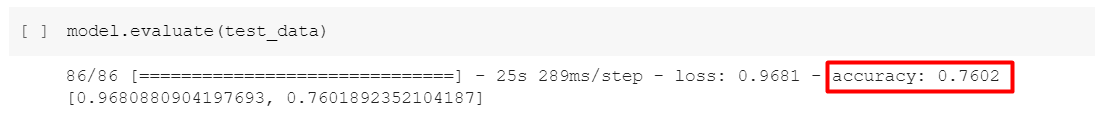 [ ] model.evaluate(test_data)
86/86 [==============================] - 25s 289ms/step - loss: 0.9681 - accuracy: 0.7602
[0.9680880904197693, 0.7601892352104187]